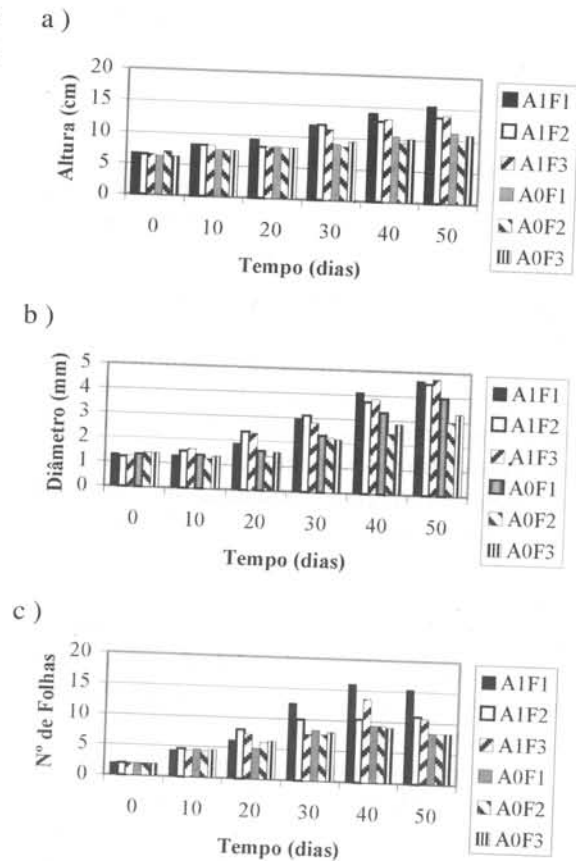 a )
20
15
10
5
0
Altura (cm)
0 10 20 30 40 50
Tempo (dias)
A1F1
A1F2
A1F3
A0F1
A0F2
A0F3
b )
5
4
3
2
1
0
Diâmetro (mm)
0 10 20 30 40 50
Tempo (dias)
A1F1
A1F2
A1F3
A0F1
A0F2
A0F3
c )
20
15
10
5
0
Nº de Folhas
0 10 20 30 40 50
Tempo (dias)
A1F1
A1F2
A1F3
A0F1
A0F2
A0F3